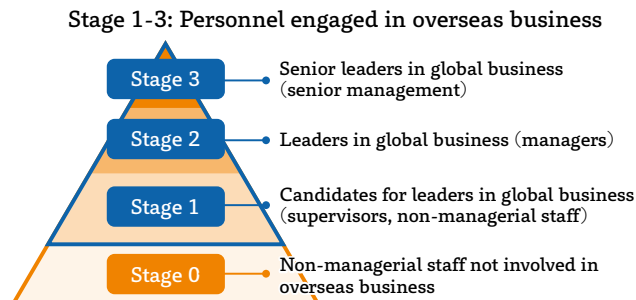 Stage 1-3: Personnel engaged in overseas business
Stage 3
Senior leaders in global business
(senior management)
Stage 2
Leaders in global business (managers)
Stage 1
Candidates for leaders in global business
(supervisors, non-managerial staff)
Stage 0
Non-managerial staff not involved in
overseas business